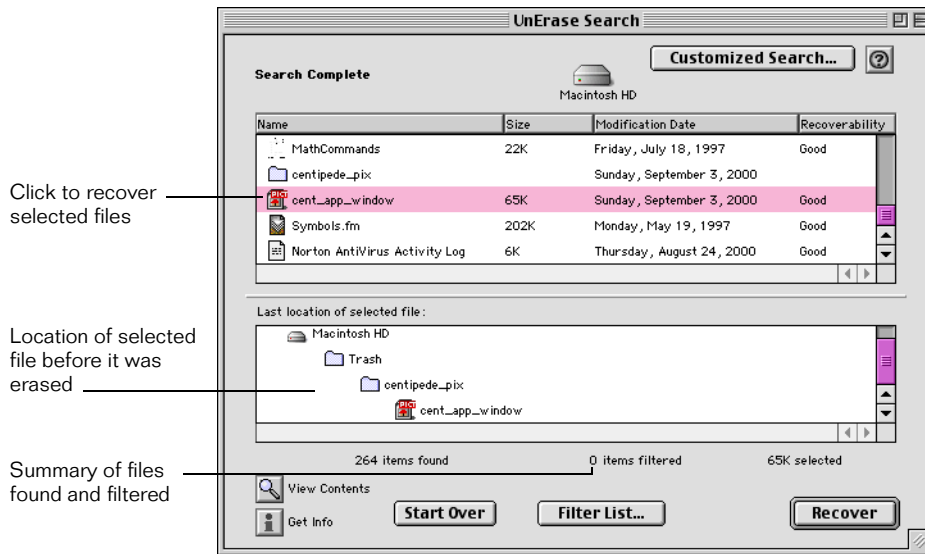 UnErase Search
Customized Search...
Search Complete
Macintosh HD
Name Size Modification Date Recoverability
MathCommands 22K Friday, July 18, 1997 Good
centipede_pix Sunday, September 3, 2000
Click to recover
selected files
cent_app_window 65K Sunday, September 3, 2000 Good
Symbols.fm 202K Monday, May 19, 1997 Good
Norton AntiVirus Activity Log 6K Thursday, August 24, 2000 Good
Last location of selected file:
Location of selected
file before it was
erased
Macintosh HD
Trash
centipede_pix
cent_app_window
Summary of files
found and filtered
264 items found 0 items filtered 65K selected
View Contents
Get Info
Start Over Filter List... Recover